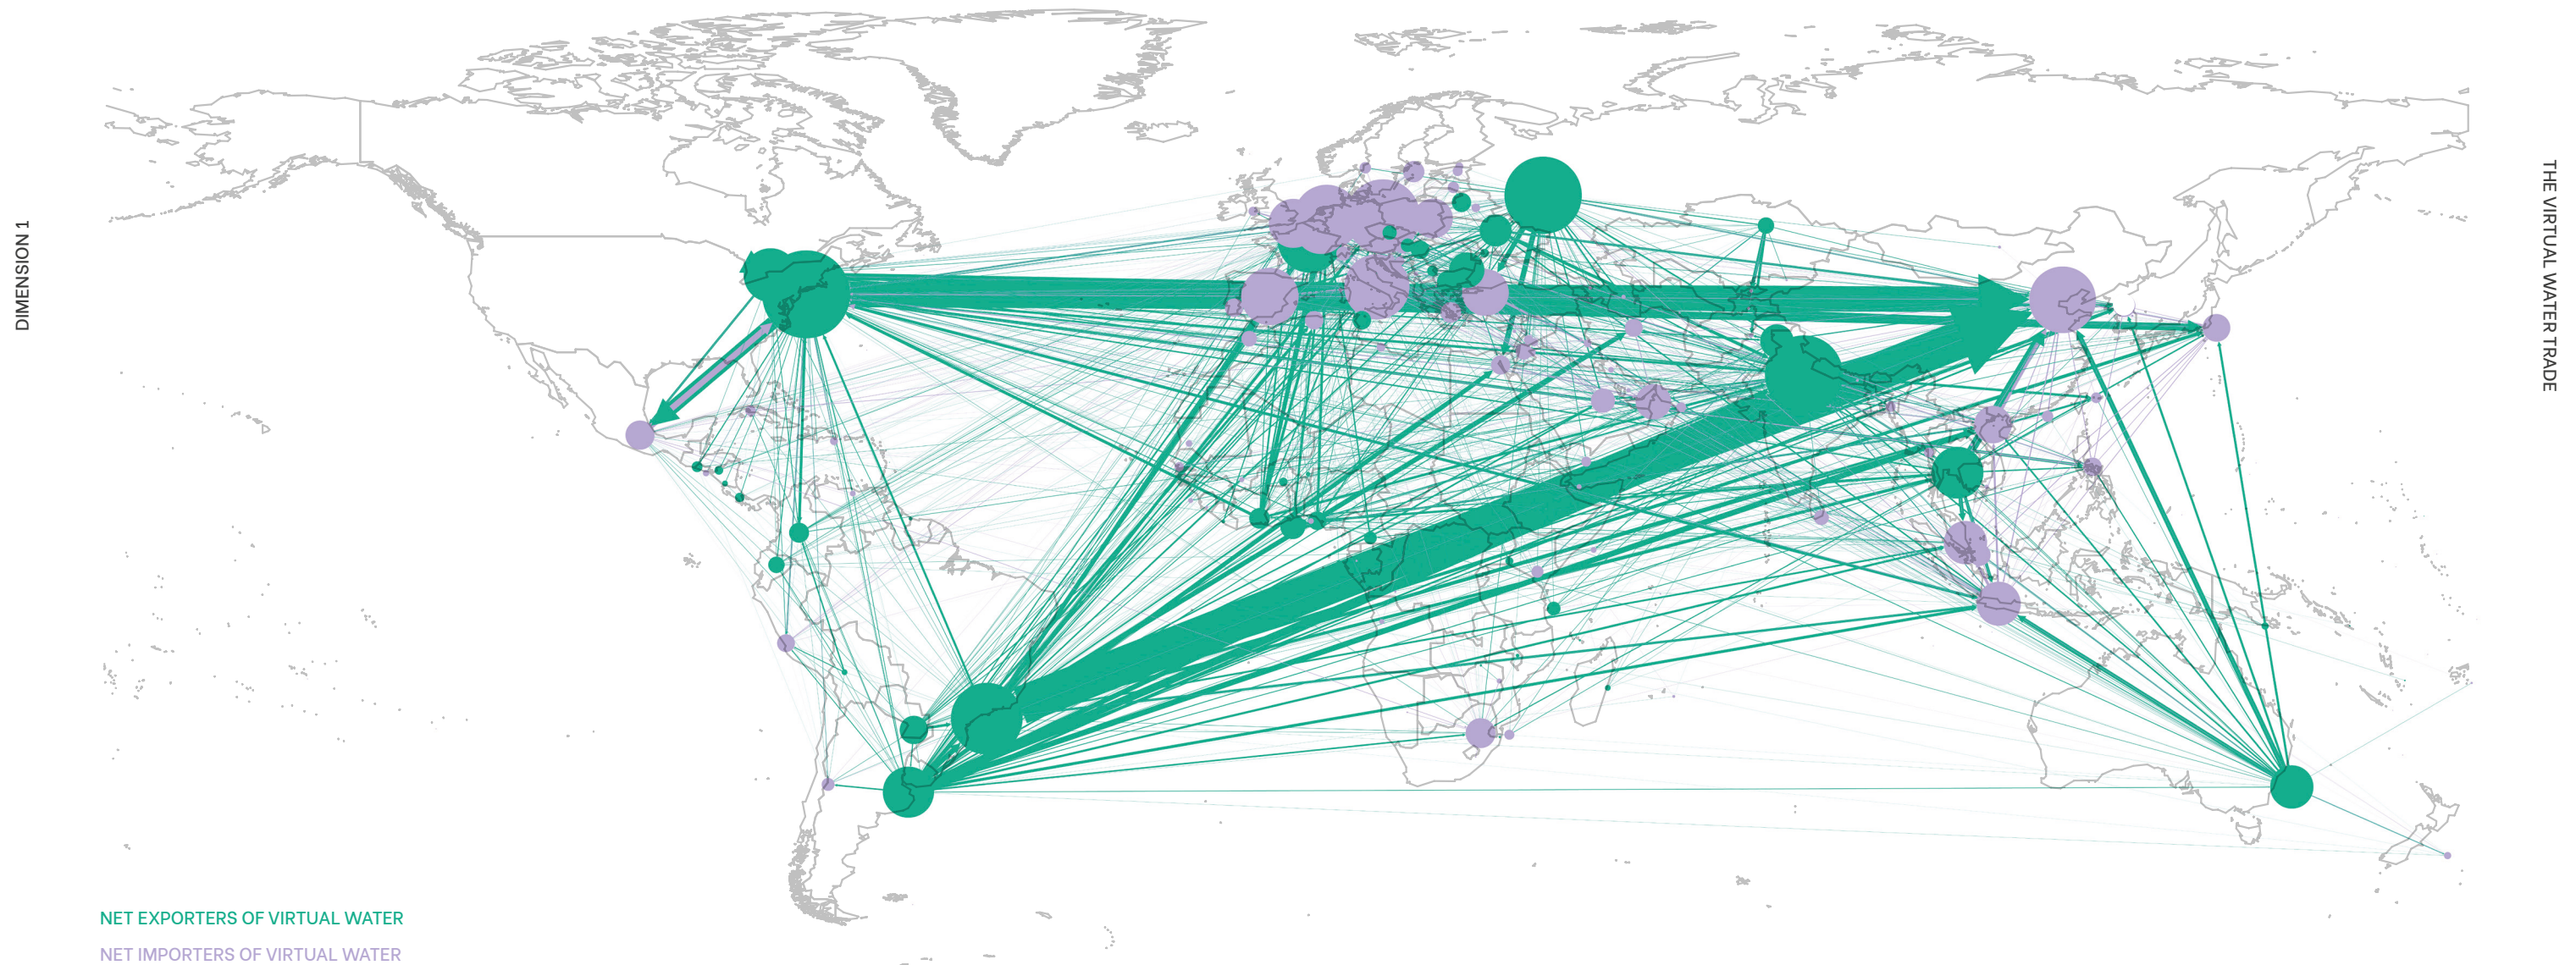 DIMENSION 1
THE VIRTUAL WATER TRADE
NET EXPORTERS OF VIRTUAL WATER
NET IMPORTERS OF VIRTUAL WATER